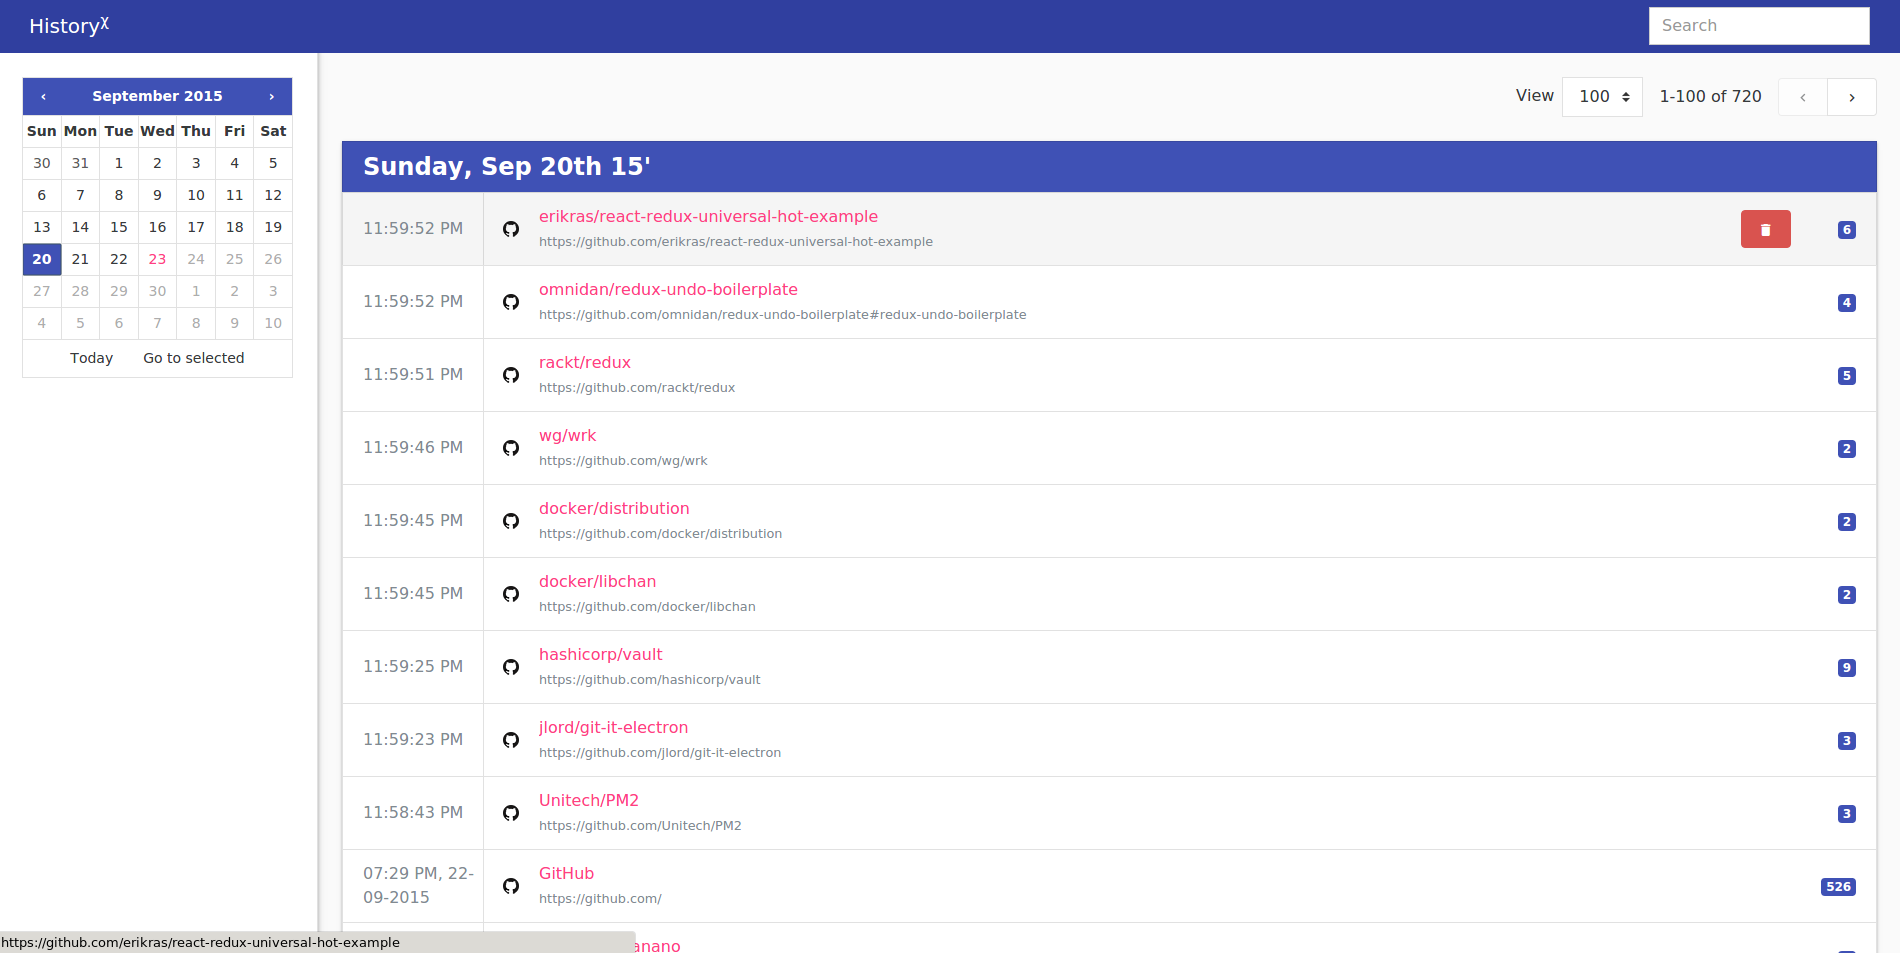 Historyχ
Search
‹ September 2015 ›
Sun Mon Tue Wed Thu Fri Sat
30 31 1 2 3 4 5
6 7 8 9 10 11 12
13 14 15 16 17 18 19
20 21 22 23 24 25 26
27 28 29 30 1 2 3
4 5 6 7 8 9 10
Today Go to selected
View 100 1-100 of 720 ‹ ›
Sunday, Sep 20th 15'
erikras/react-redux-universal-hot-example
11:59:52 PM 6
https://github.com/erikras/react-redux-universal-hot-example
omnidan/redux-undo-boilerplate
11:59:52 PM 4
https://github.com/omnidan/redux-undo-boilerplate#redux-undo-boilerplate
rackt/redux
11:59:51 PM 5
https://github.com/rackt/redux
wg/wrk
11:59:46 PM 2
https://github.com/wg/wrk
docker/distribution
11:59:45 PM 2
https://github.com/docker/distribution
docker/libchan
11:59:45 PM 2
https://github.com/docker/libchan
hashicorp/vault
11:59:25 PM 9
https://github.com/hashicorp/vault
jlord/git-it-electron
11:59:23 PM 3
https://github.com/jlord/git-it-electron
Unitech/PM2
11:58:43 PM 3
https://github.com/Unitech/PM2
07:29 PM, 22-
09-2015
GitHub
526
https://github.com/
anano
https://github.com/erikras/react-redux-universal-hot-example